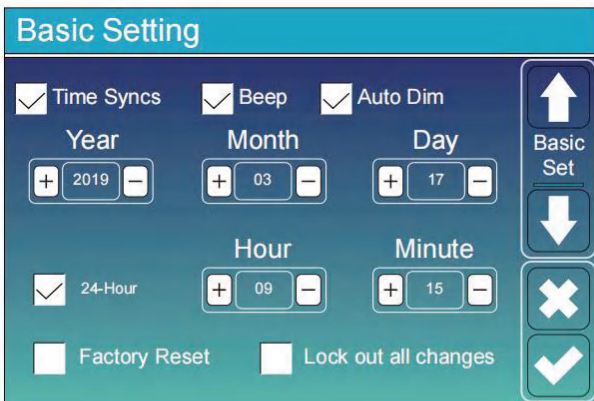 Basic Setting
Time Syncs Beep Auto Dim
Year Month Day
+ 2019 − + 03 − + 17 −
Basic
Set
Hour Minute
24-Hour + 09 − + 15 −
Factory Reset Lock out all changes